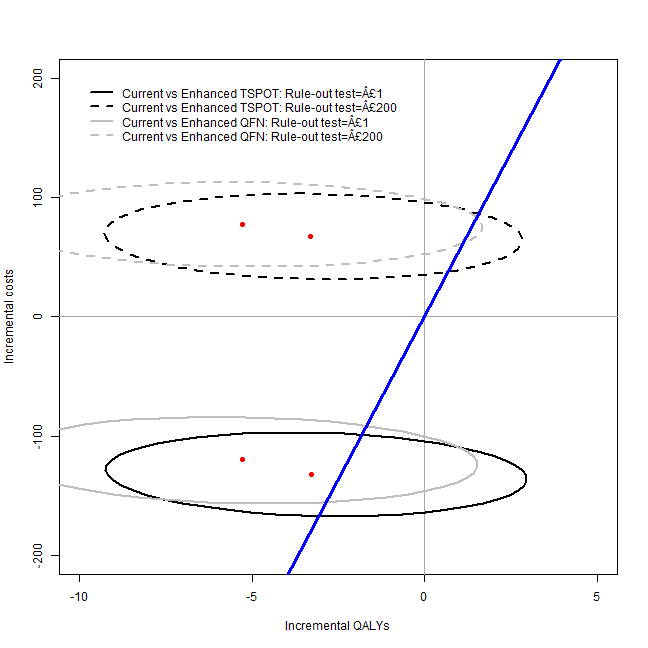 Current vs Enhanced TSPOT: Rule-out test=Â£1
Current vs Enhanced TSPOT: Rule-out test=Â£200
Current vs Enhanced QFN: Rule-out test=Â£1
Current vs Enhanced QFN: Rule-out test=Â£200
200
100
0
-100
-200
Incremental costs
-10
-5
0
5
Incremental QALYs